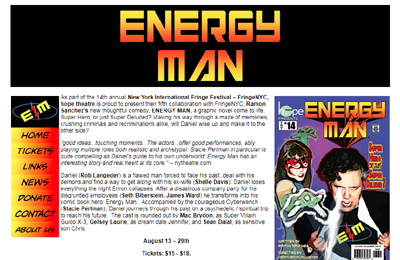 ENERGY
MAN
E/M
HOME
TICKETS
LINKS
NEWS
DONATE
CONTACT
ABOUT US
As part of the 14th annual New York International Fringe Festival – FringeNYC,
hope theatre is proud to present their fifth collaboration with FringeNYC, Ramon
Sanchez's new thoughtful comedy, ENERGY MAN, a graphic novel come to life.
Super Hero, or just Super Deluded? Making his way through a maze of memories,
crushing criminals and recriminations alike, will Daniel wise up and make it to the
other side?
"good ideas...touching moments. The actors...offer good performances, ably
playing multiple roles both realistic and archetypal. Stacie Perlman in particular is
quite compelling as Daniel's guide to his own underworld. Energy Man has an
interesting story and real heart at its core." -- nytheatre.com
Daniel (Rob Langeder) is a flawed man forced to face his past, deal with his
demons and find a way to get along with his ex-wife (Shelle Davis). Daniel loses
everything the night Enron collapses. After a disastrous company party for his
disgruntled employees (Seth Biberstein, James Ward) he transforms into his
comic book hero, Energy Man. Accompanied by the courageous Cyberwench
(Stacie Perlman), Daniel journeys through his past on a psychedelic / spiritual trip
to reach his future. The cast is rounded out by Mac Brydon, as Super Villain
Guido X-3, Gelsey Laurie, as dream date Jennifer, and Sean Dalal, as sensitive
son Chris.
August 13 – 29th
Tickets: $15 - $18.
hope
14
ENERGY
MAN
SUPER
HERO
OR JUST
SUPER
DELUDED?